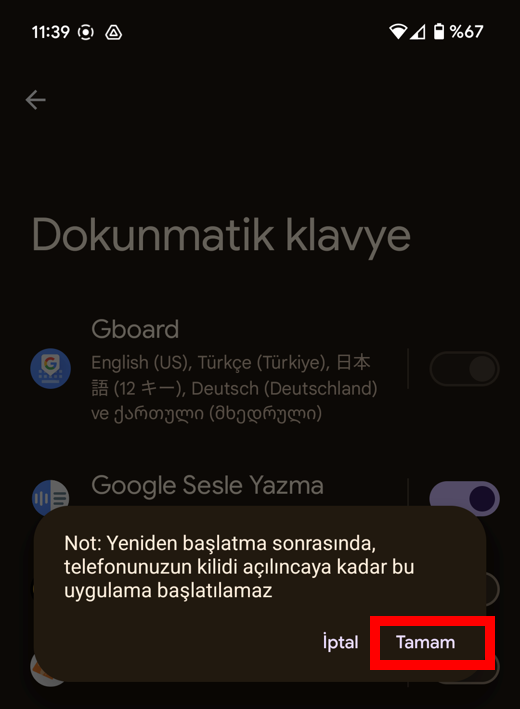 11:39 %67
Dokunmatik klavye
Gboard
English (US), Türkçe (Türkiye), 日本
語 (12 キー), Deutsch (Deutschland)
ve ქართული (მხედრული)
Google Sesle Yazma
Not: Yeniden başlatma sonrasında,
telefonunuzun kilidi açılıncaya kadar bu
uygulama başlatılamaz
İptal Tamam